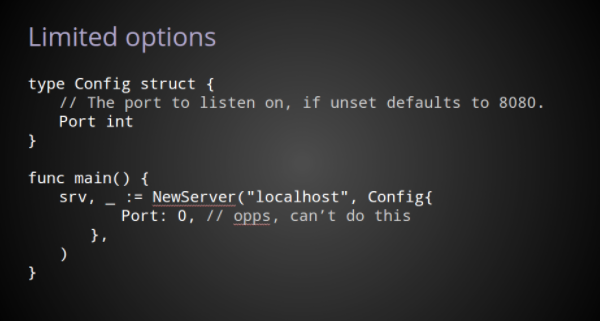 Limited options
type Config struct {
// The port to listen on, if unset defaults to 8080.
Port int
}
func main() {
srv, _ := NewServer("localhost", Config{
Port: 0, // opps, can’t do this
},
)
}